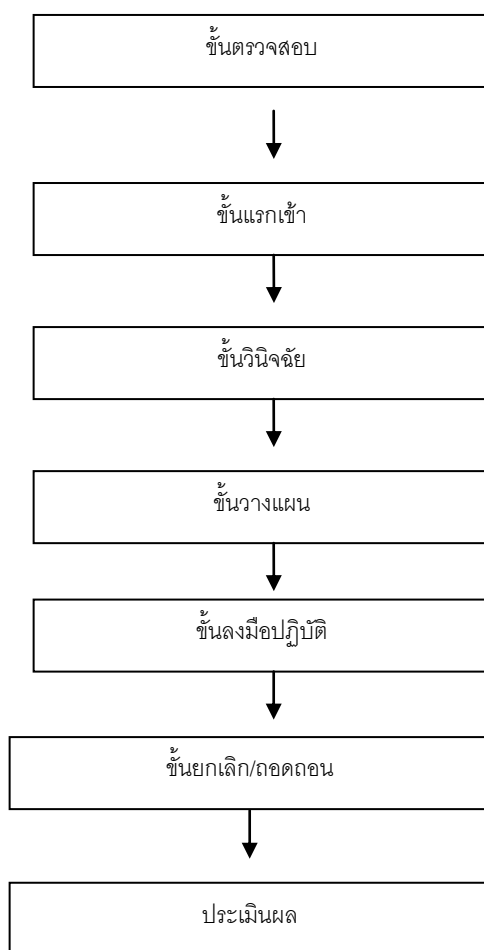 ขั้นตรวจสอบ
ขั้นแรกเข้า
ขั้นวินิจฉัย
ขั้นวางแผน
ขั้นลงมือปฏิบัติ
ขั้นยกเลิก/ถอดถอน
ประเมินผล